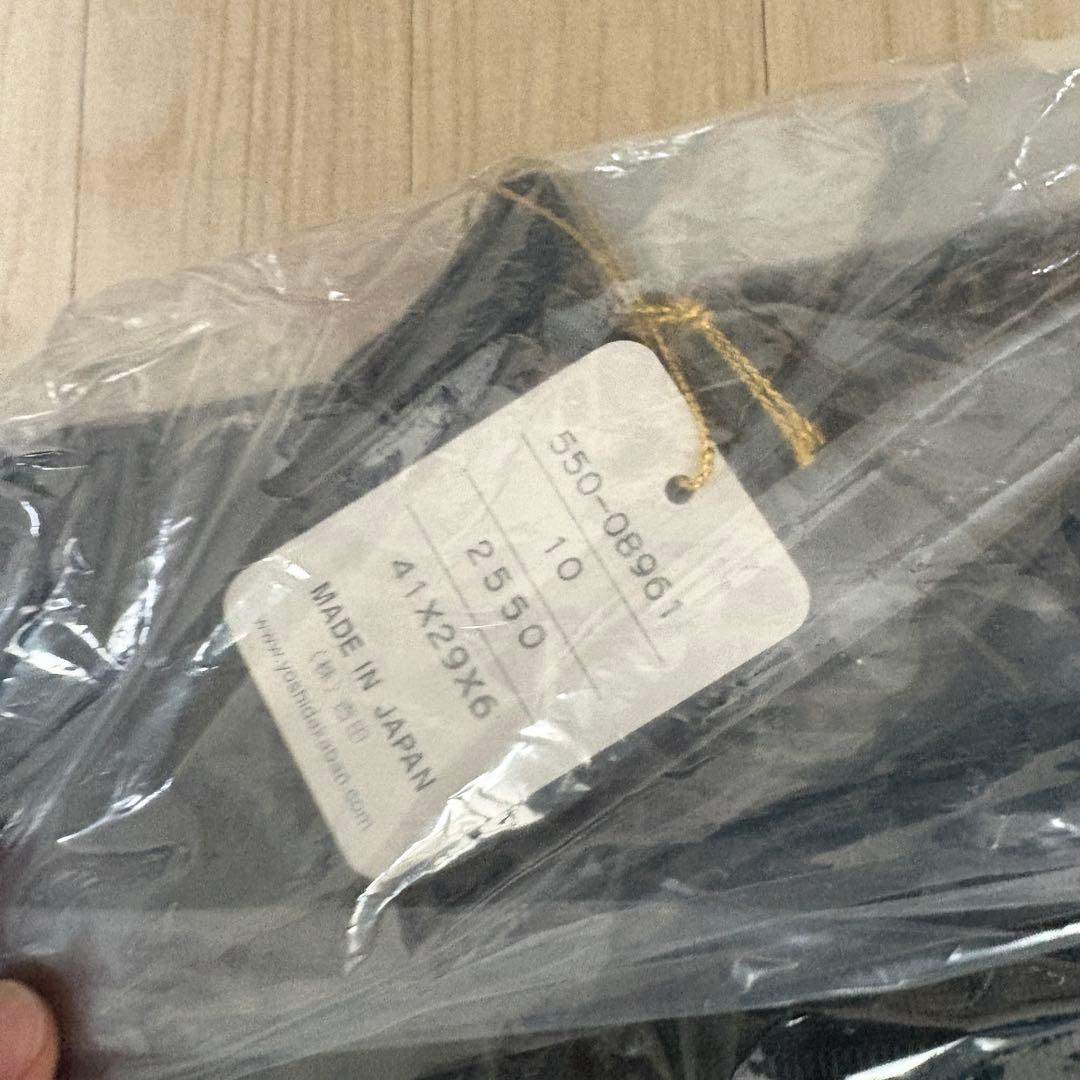 550-08961
10
2550
41X29X6
MADE IN JAPAN
(株)吉田
www.yoshidakaban.com